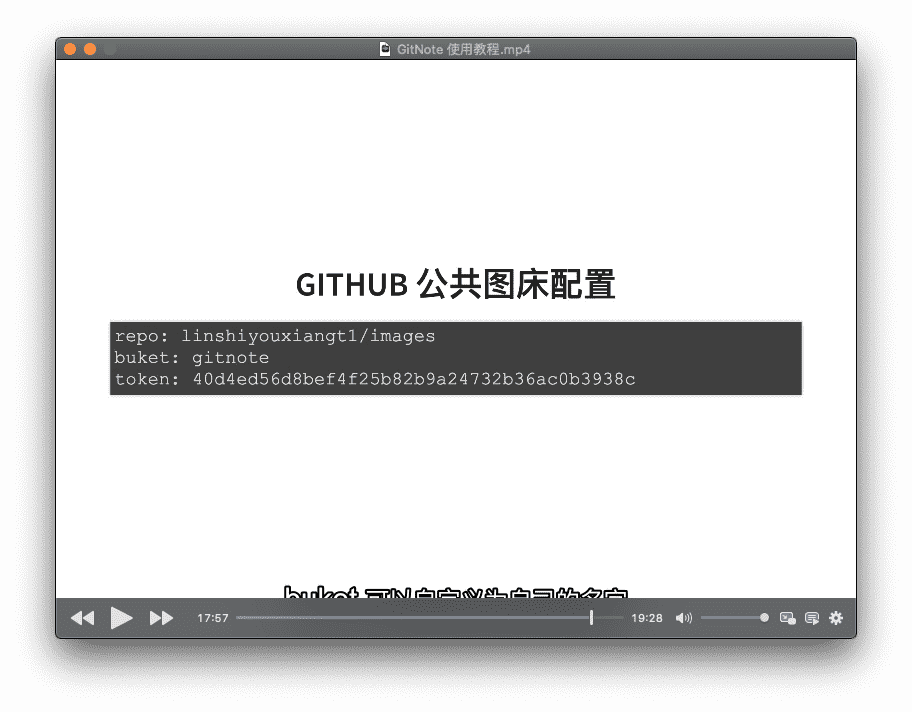 GitNote 使用教程.mp4
GITHUB 公共图床配置
repo: linshiyouxiangt1/images
buket: gitnote
token: 40d4ed56d8bef4f25b82b9a24732b36ac0b3938c
buket 可以自定义为自己的名字
17:57
19:28